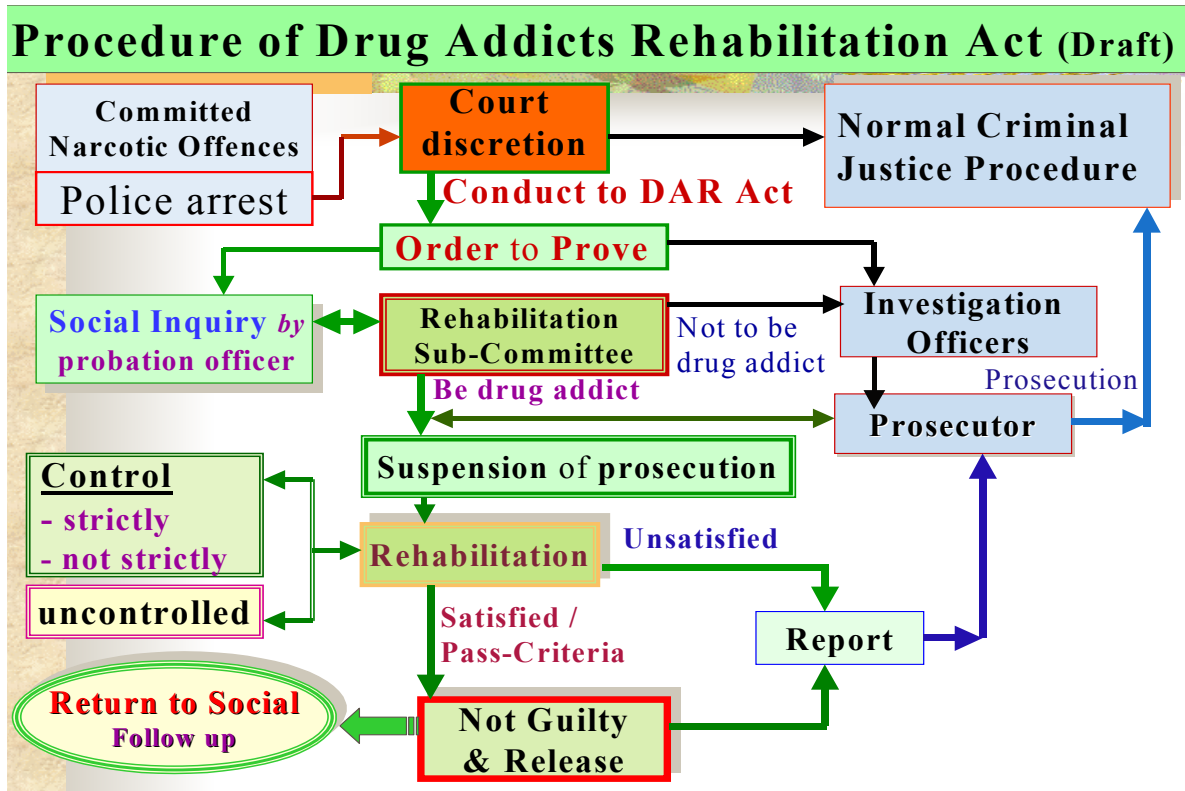 Procedure of Drug Addicts Rehabilitation Act (Draft)
Committed
Narcotic Offences
Police arrest
Court
discretion
Normal Criminal
Justice Procedure
Conduct to DAR Act
Order to Prove
Social Inquiry by
probation officer
Rehabilitation
Sub-Committee
Not to be
drug addict
Investigation
Officers
Be drug addict
Prosecution
Prosecutor
Suspension of prosecution
Control
- strictly
- not strictly
uncontrolled
Rehabilitation
Unsatisfied
Satisfied /
Pass-Criteria
Report
Return to Social
Follow up
Not Guilty
& Release